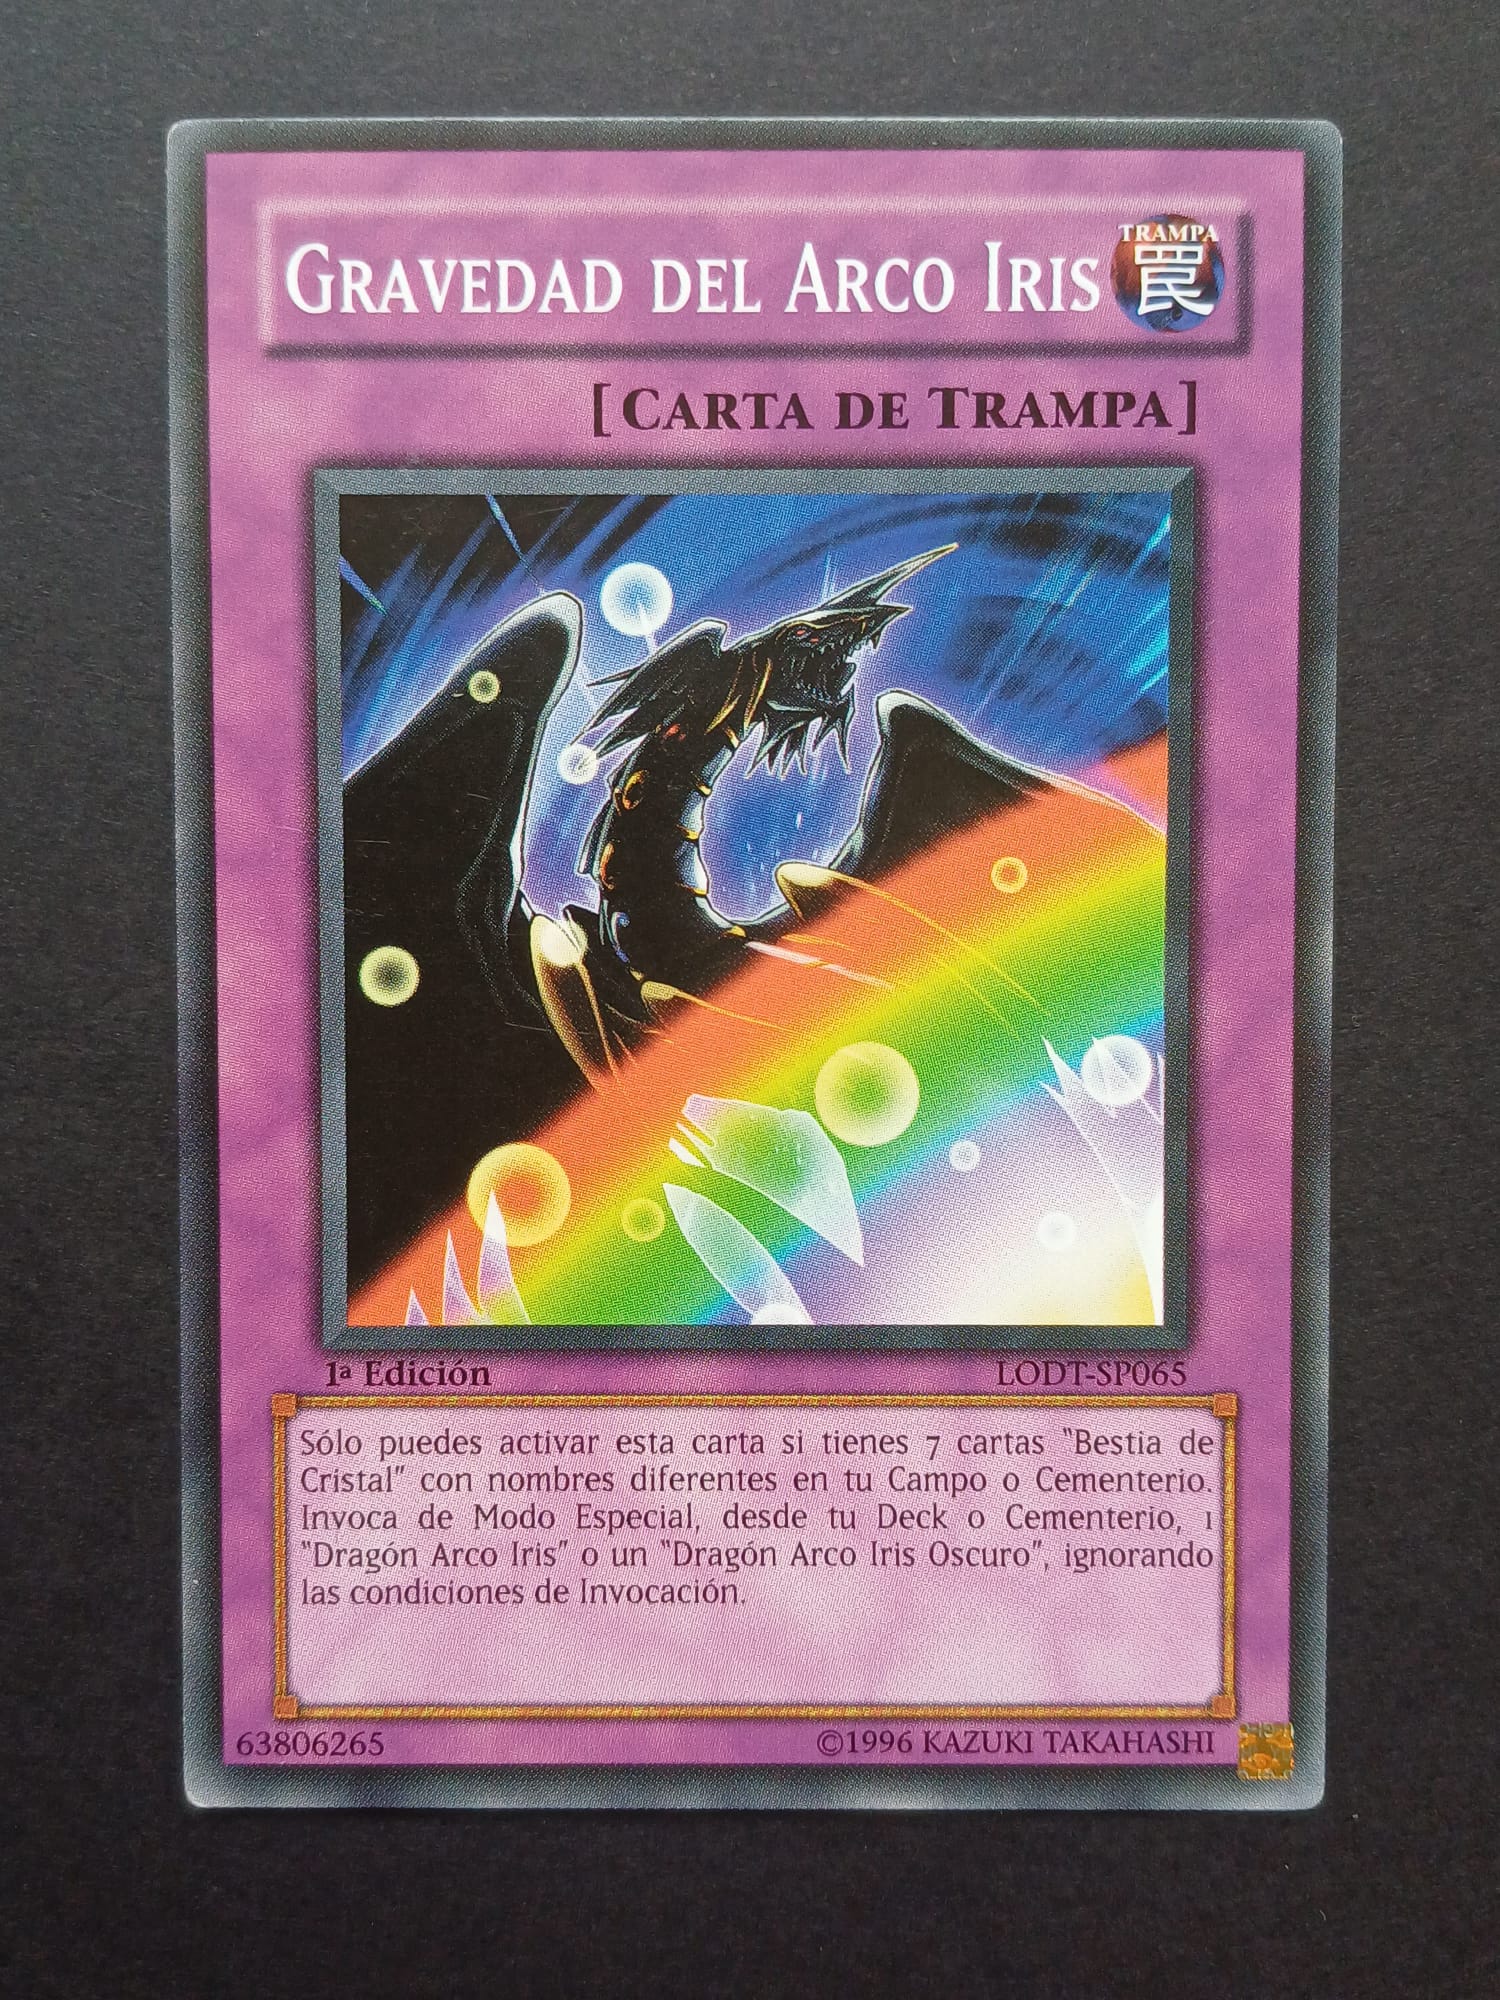 GRAVEDAD DEL ARCO IRIS
TRAMPA
罠
[CARTA DE TRAMPA]
1ª Edición
LODT-SP065
Sólo puedes activar esta carta si tienes 7 cartas "Bestia de
Cristal" con nombres diferentes en tu Campo o Cementerio.
Invoca de Modo Especial, desde tu Deck o Cementerio, 1
"Dragón Arco Iris" o un "Dragón Arco Iris Oscuro", ignorando
las condiciones de Invocación.
63806265
©1996 KAZUKI TAKAHASHI